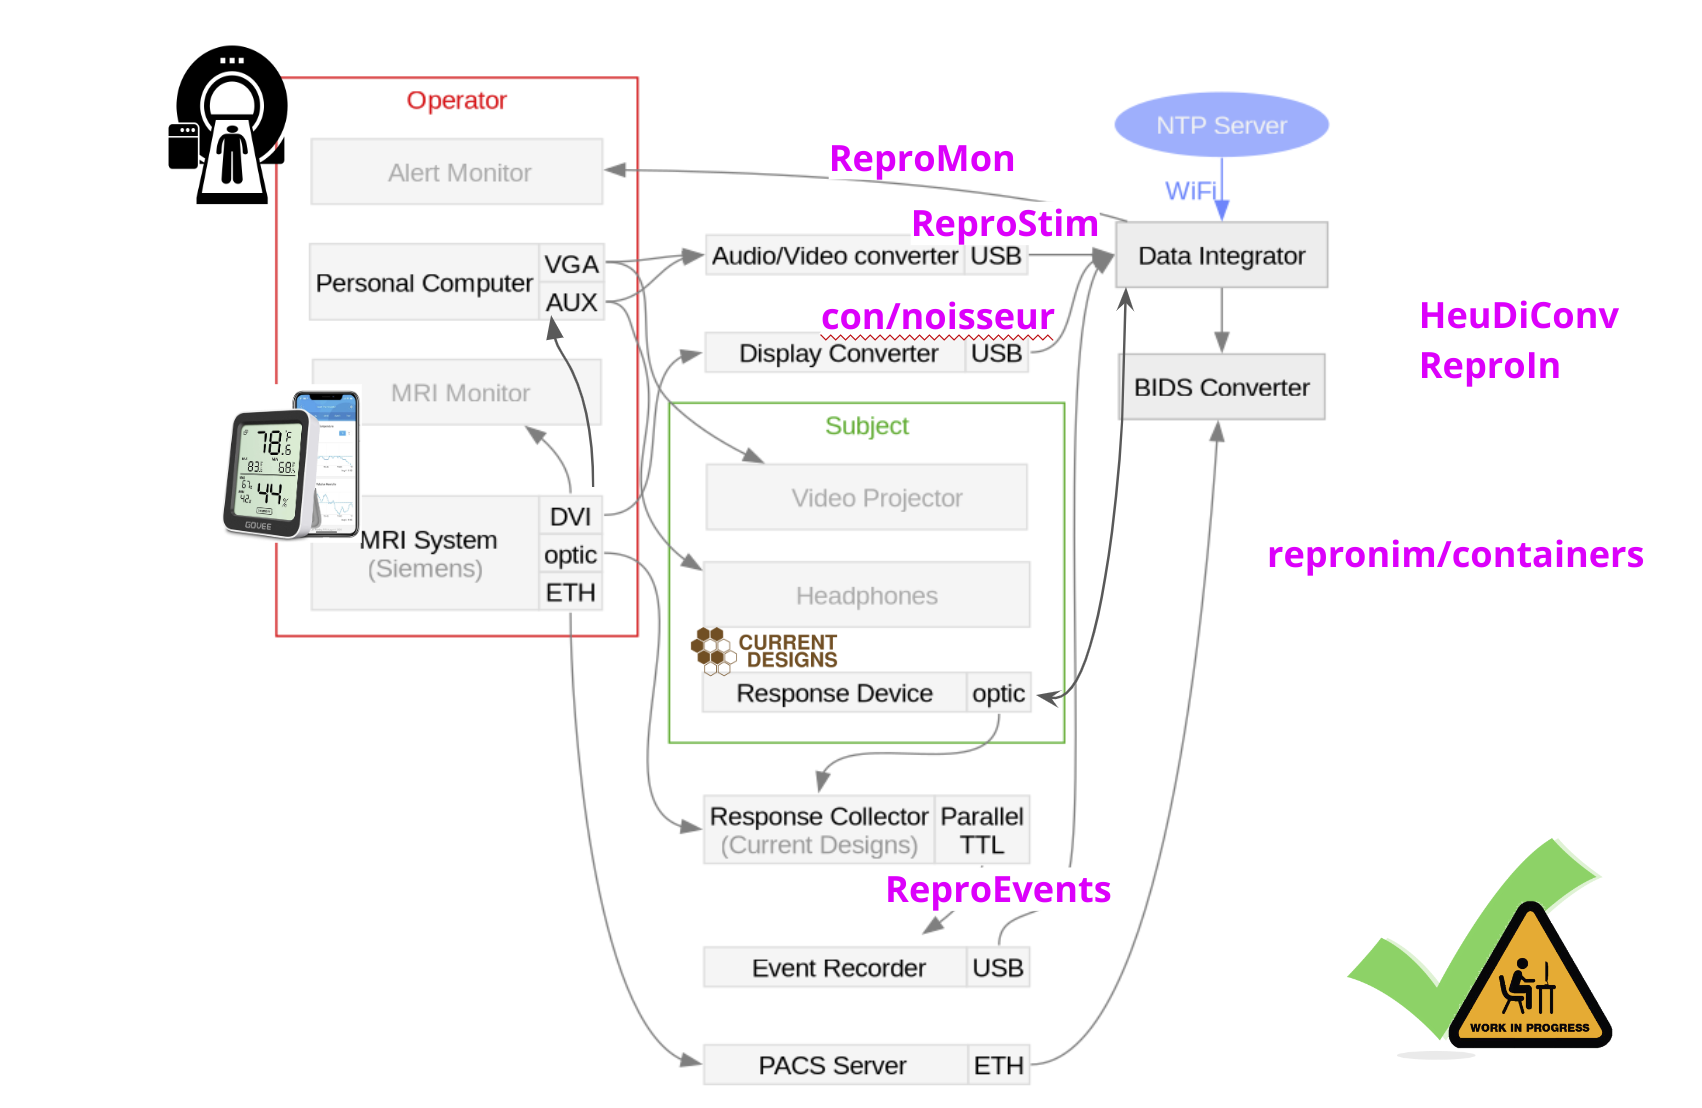 Operator
Alert Monitor
Personal Computer
VGA
AUX
MRI Monitor
78.6 °F
83
68
67
42
44 %
GOVEE
MRI System
(Siemens)
DVI
optic
ETH
ReproMon
ReproStim
Audio/Video converter
USB
con/noisseur
Display Converter
USB
Subject
Video Projector
Headphones
CURRENT
DESIGNS
Response Device
optic
Response Collector
(Current Designs)
Parallel
TTL
ReproEvents
Event Recorder
USB
PACS Server
ETH
NTP Server
WiFi
Data Integrator
BIDS Converter
HeuDiConv
ReproIn
repronim/containers
WORK IN PROGRESS